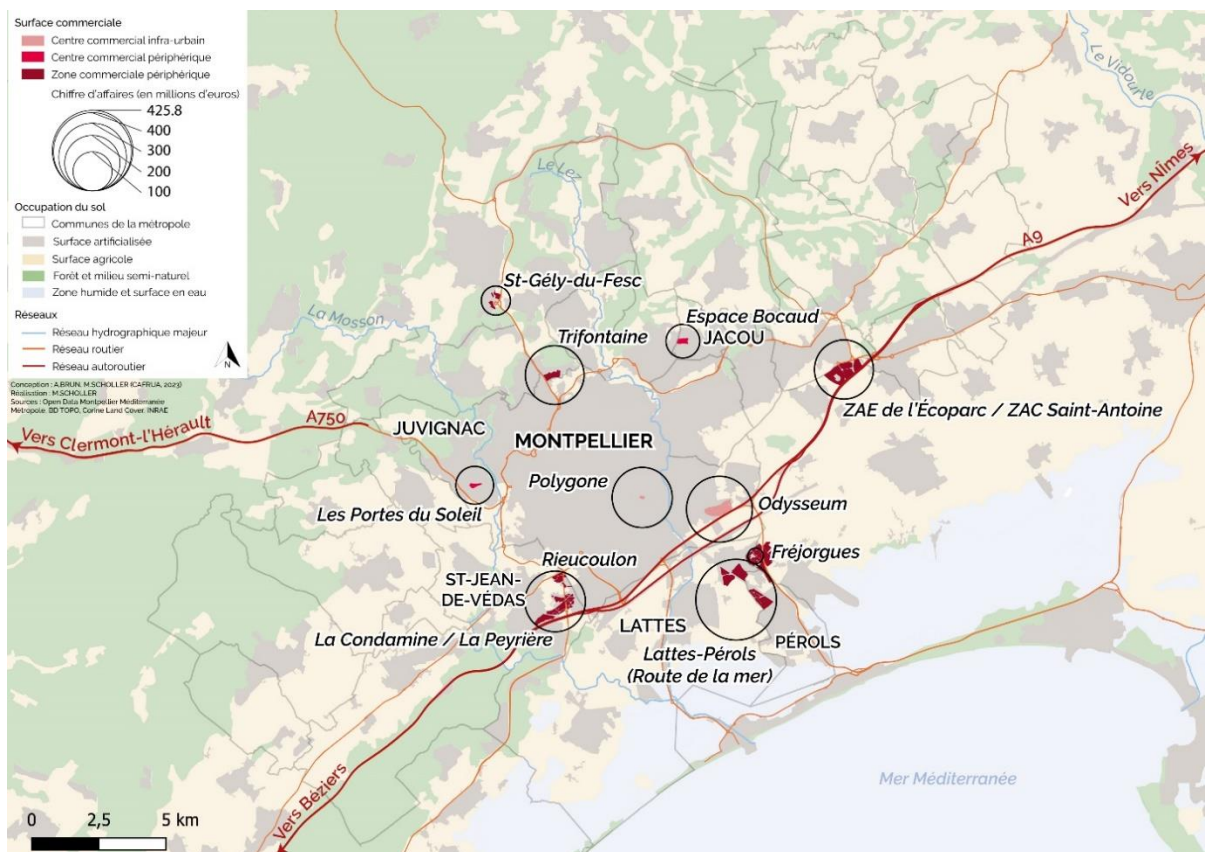 Surface commerciale
Centre commercial infra-urbain
Centre commercial périphérique
Zone commerciale périphérique
Chiffre d'affaires (en millions d'euros)
425.8
400
300
200
100
Occupation du sol
Communes de la métropole
Surface artificialisée
Surface agricole
Forêt et milieu semi-naturel
Zone humide et surface en eau
Réseaux
Réseau hydrographique majeur
Réseau routier
Réseau autoroutier
N
Conception : A.BRUN, M.SCHOLLER (CAFRUA, 2023)
Réalisation : M.SCHOLLER
Sources : Open Data Montpellier Méditerranée
Métropole, BD TOPO, Corine Land Cover, INRAE
Le Vidourle
Vers Nîmes
A9
Le Lez
St-Gély-du-Fesc
La Mosson
Trifontaine
Espace Bocaud
JACOU
ZAE de l'Écoparc / ZAC Saint-Antoine
A750
Vers Clermont-l'Hérault
JUVIGNAC
MONTPELLIER
Polygone
Les Portes du Soleil
Odysseum
Rieucoulon
Fréjorgues
ST-JEAN-
DE-VÉDAS
La Condamine / La Peyrière
LATTES
PÉROLS
Lattes-Pérols
(Route de la mer)
Vers Béziers
Mer Méditerranée
0 2,5 5 km